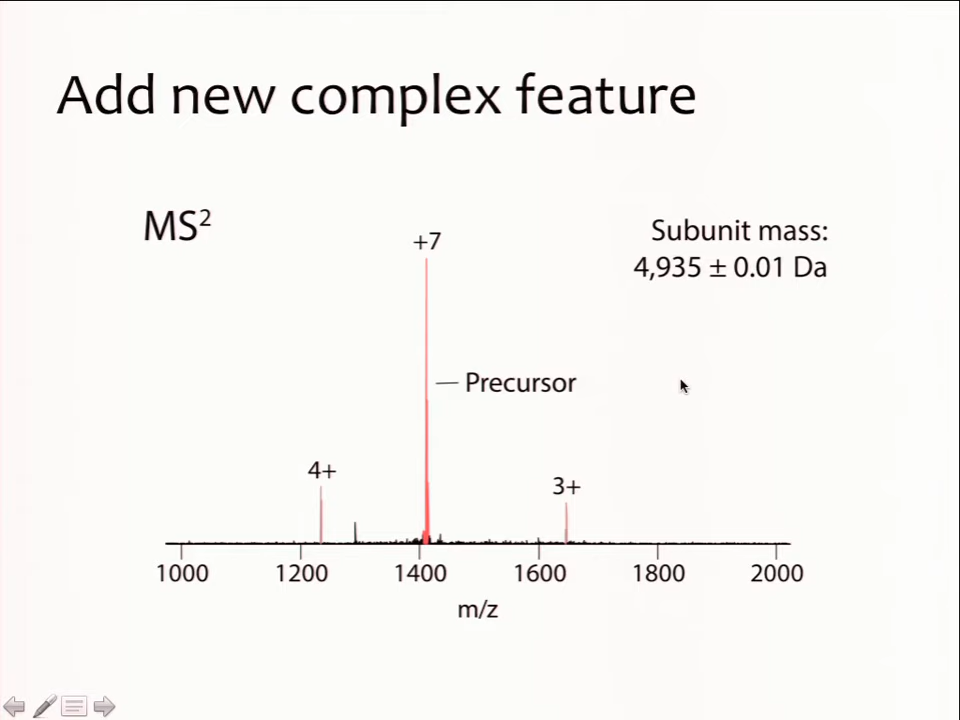 Add new complex feature
MS²
Subunit mass:
4,935 ± 0.01 Da
+7
Precursor
4+
3+
1000 1200 1400 1600 1800 2000
m/z